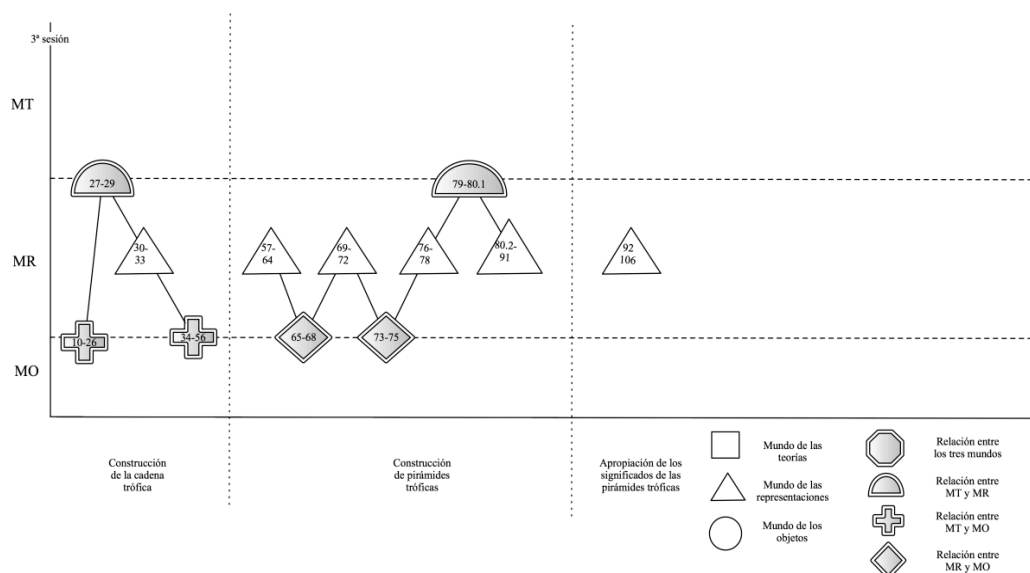 3ª sesión
MT
27-29
79-80.1
MR
30-
33
57-
64
69-
72
76-
78
80.2-
91
92
106
10-26
34-56
65-68
73-75
MO
Construcción
de la cadena
trófica
Construcción
de pirámides
tróficas
Apropiación de los
significados de las
pirámides tróficas
Mundo de las
teorías
Mundo de las
representaciones
Mundo de los
objetos
Relación entre
los tres mundos
Relación entre
MT y MR
Relación entre
MT y MO
Relación entre
MR y MO